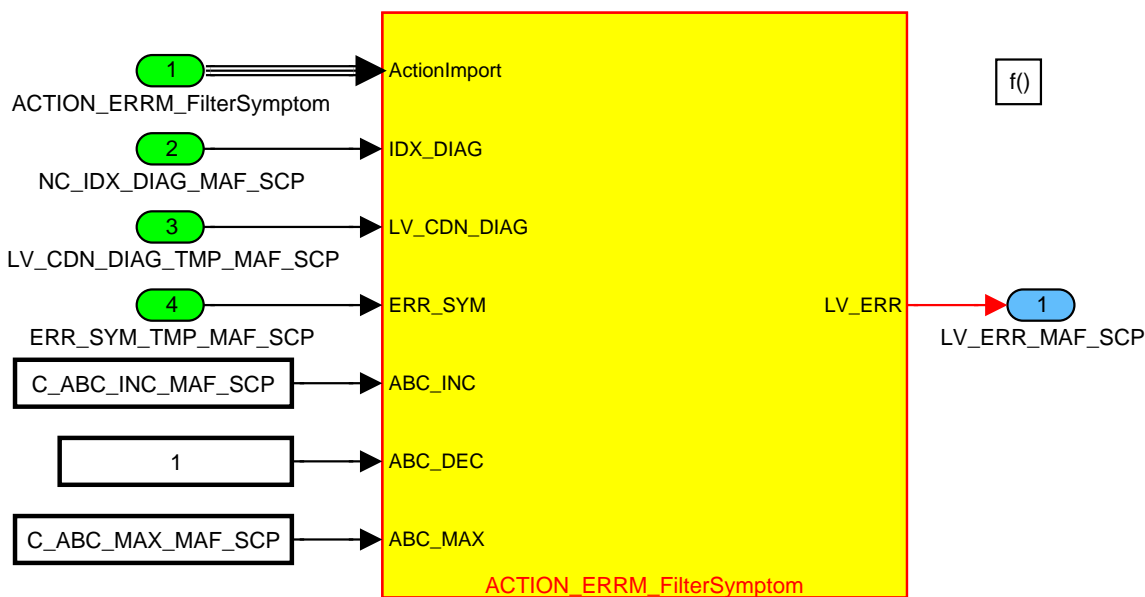 1
ActionImport
f()
ACTION_ERRM_FilterSymptom
2
IDX_DIAG
NC_IDX_DIAG_MAF_SCP
3
LV_CDN_DIAG
LV_CDN_DIAG_TMP_MAF_SCP
4
ERR_SYM
LV_ERR
1
ERR_SYM_TMP_MAF_SCP
LV_ERR_MAF_SCP
C_ABC_INC_MAF_SCP
ABC_INC
1
ABC_DEC
C_ABC_MAX_MAF_SCP
ABC_MAX
ACTION_ERRM_FilterSymptom